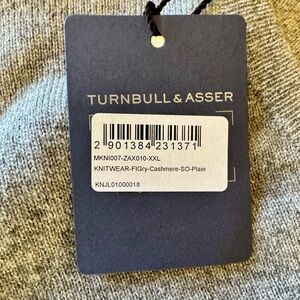 TURNBULL & ASSER
2 901384 231371
MKNI007-ZAX010-XXL
KNITWEAR-FlGry-Cashmere-SO-Plain
KNJL01000018